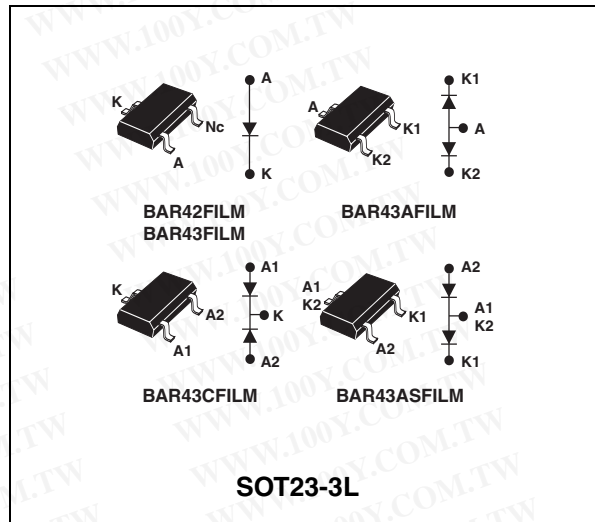 A
K
Nc
A
K
BAR42FILM
BAR43FILM
K1
A
K1
A
K2
K2
BAR43AFILM
A1
K
A2
K
A1
A2
BAR43CFILM
A2
A1
K2
K1
A1
K2
A2
K1
BAR43ASFILM
SOT23-3L
WWW.100Y.COM.TW